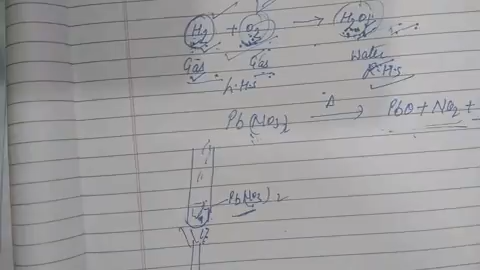 H₂ + O₂ → H₂O
Gas Gas Water
L.H.S R.H.S
Pb(NO₃)₂ —Δ→ PbO + NO₂ +
Pb(NO₃)₂